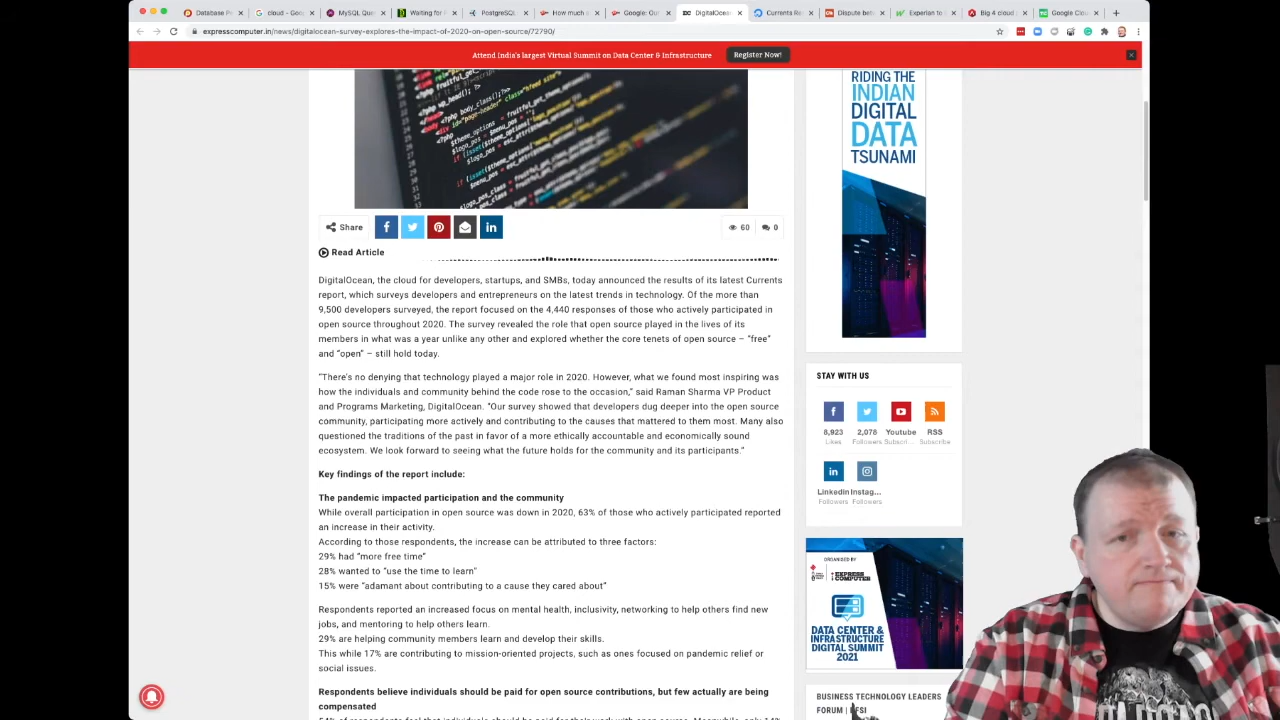 Database P
cloud - Goo
MySQL Que
Waiting for A
PostgreSQL
How much
Google: Ou
DigitalOcean
Currents Re
Dispute bet
Experian to s
Big 4 cloud
Google Clou
expresscomputer.in/news/digitalocean-survey-explores-the-impact-of-2020-on-open-source/72790/
Attend India's largest Virtual Summit on Data Center & Infrastructure
Register Now!
RIDING THE
INDIAN
DIGITAL
DATA
TSUNAMI
Share
60
0
Read Article
DigitalOcean, the cloud for developers, startups, and SMBs, today announced the results of its latest Currents
report, which surveys developers and entrepreneurs on the latest trends in technology. Of the more than
9,500 developers surveyed, the report focused on the 4,440 responses of those who actively participated in
open source throughout 2020. The survey revealed the role that open source played in the lives of its
members in what was a year unlike any other and explored whether the core tenets of open source – "free"
and "open" – still hold today.
"There's no denying that technology played a major role in 2020. However, what we found most inspiring was
how the individuals and community behind the code rose to the occasion," said Raman Sharma VP Product
and Programs Marketing, DigitalOcean. "Our survey showed that developers dug deeper into the open source
community, participating more actively and contributing to the causes that mattered to them most. Many also
questioned the traditions of the past in favor of a more ethically accountable and economically sound
ecosystem. We look forward to seeing what the future holds for the community and its participants."
Key findings of the report include:
The pandemic impacted participation and the community
While overall participation in open source was down in 2020, 63% of those who actively participated reported
an increase in their activity.
According to those respondents, the increase can be attributed to three factors:
29% had "more free time"
28% wanted to "use the time to learn"
15% were "adamant about contributing to a cause they cared about"
Respondents reported an increased focus on mental health, inclusivity, networking to help others find new
jobs, and mentoring to help others learn.
29% are helping community members learn and develop their skills.
This while 17% are contributing to mission-oriented projects, such as ones focused on pandemic relief or
social issues.
Respondents believe individuals should be paid for open source contributions, but few actually are being
compensated
STAY WITH US
8,923
Likes
2,078
Followers
Youtube
Subscri...
RSS
Subscribe
Linkedin
Followers
Instag...
Followers
ORGANISED BY
EXPRESS
COMPUTER
DATA CENTER &
INFRASTRUCTURE
DIGITAL SUMMIT
2021
BUSINESS TECHNOLOGY LEADERS
FORUM |